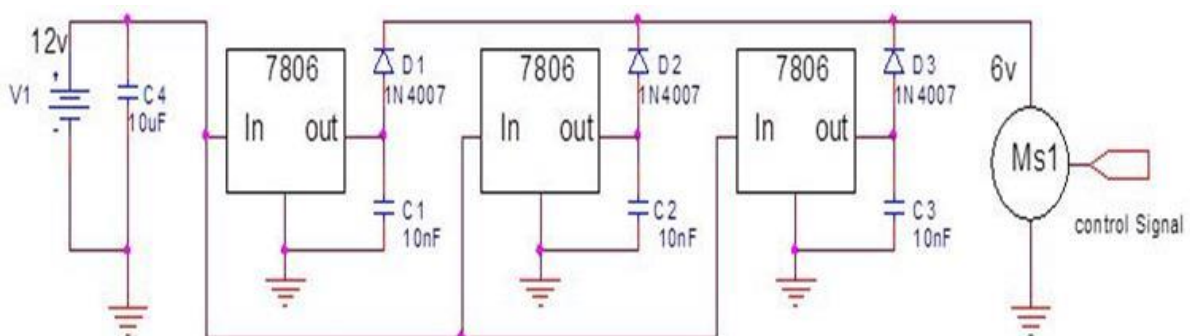 12v
V1
C4
10uF
7806
In out
D1
1N4007
C1
10nF
7806
In out
D2
1N4007
C2
10nF
7806
In out
D3
1N4007
C3
10nF
6v
Ms1
control Signal